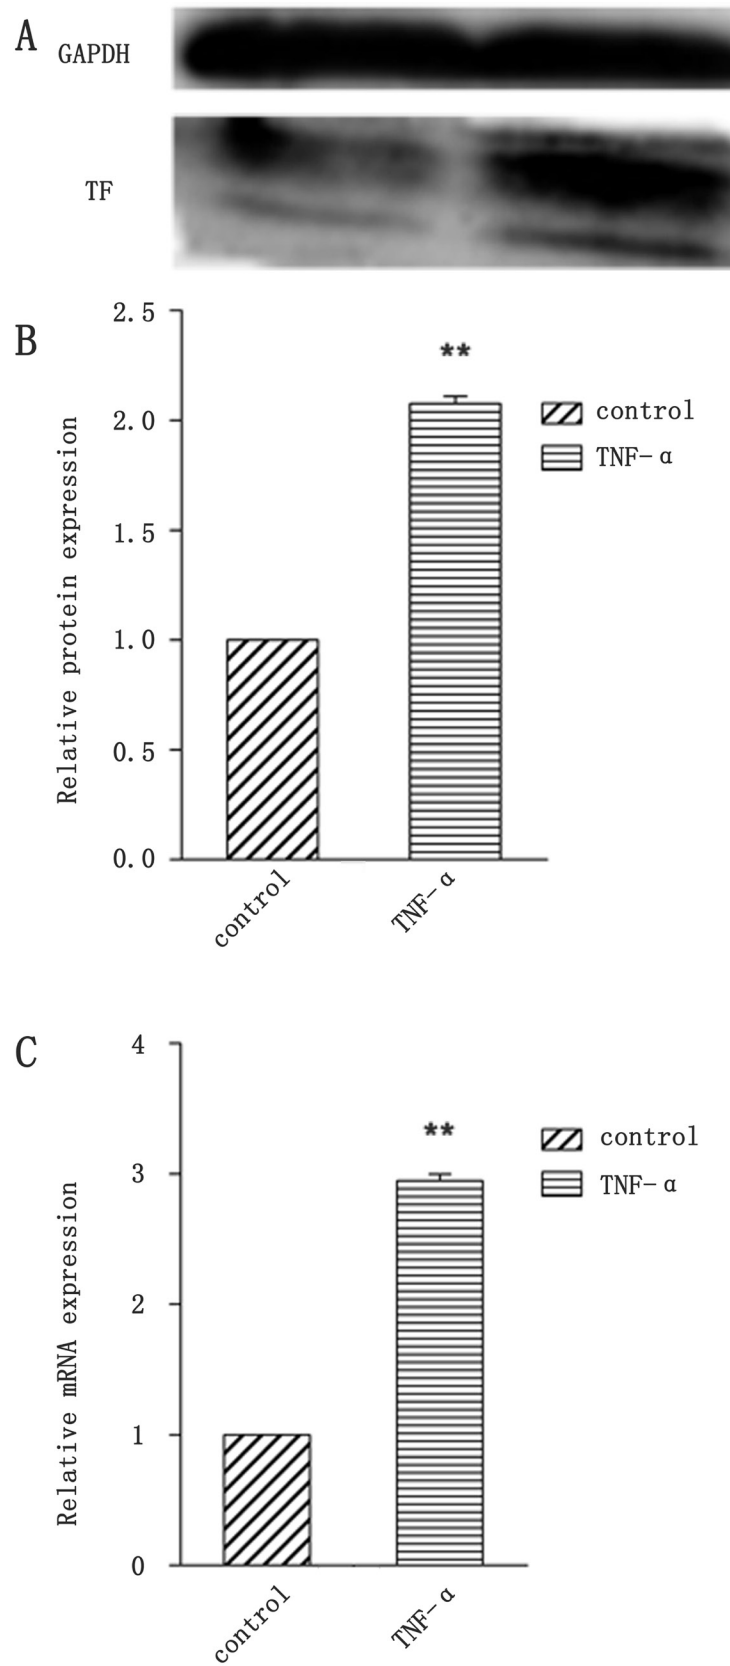 A
GAPDH
TF
B
Relative protein expression
2.5
2.0
1.5
1.0
0.5
0.0
**
control
TNF-α
control
TNF-α
C
Relative mRNA expression
4
3
2
1
0
**
control
TNF-α
control
TNF-α